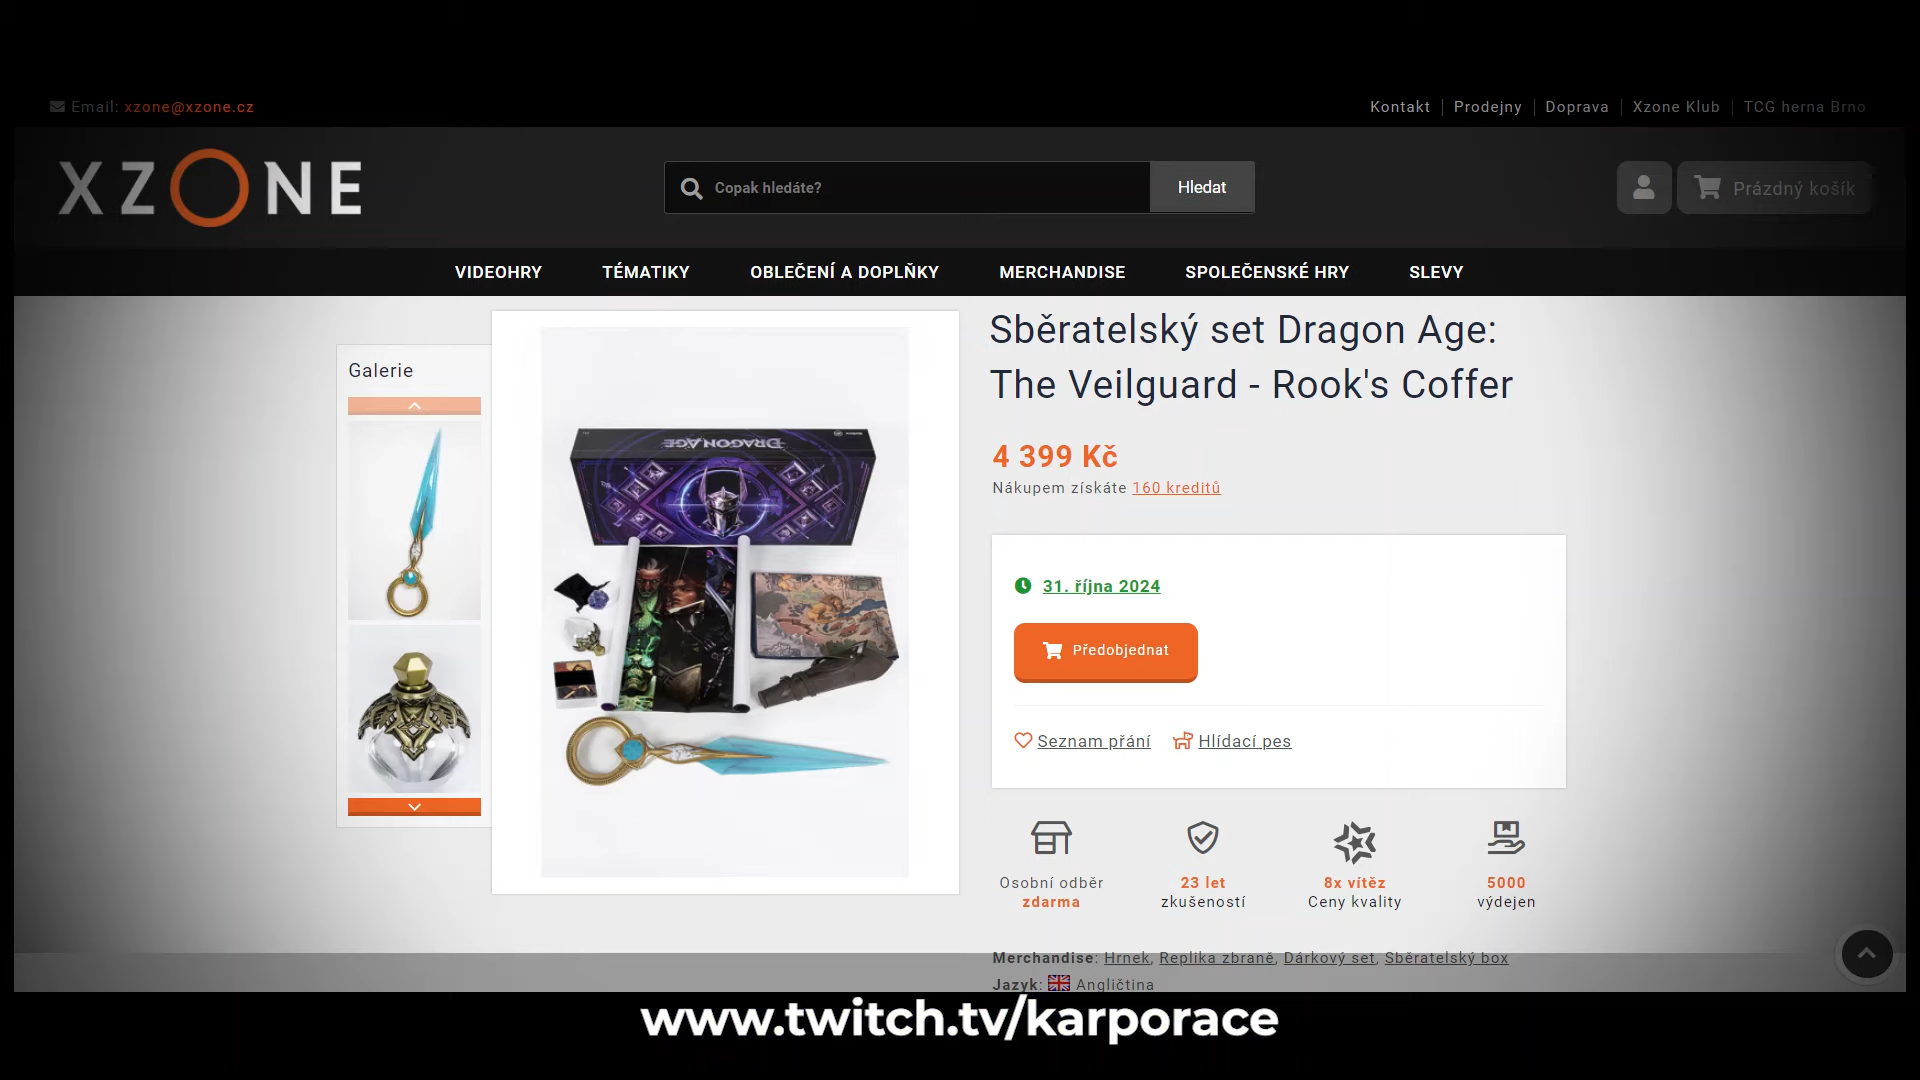 Email: xzone@xzone.cz
Kontakt
Prodejny
Doprava
Xzone Klub
TCG herna Brno
XZONE
Copak hledáte?
Hledat
Prázdný košík
VIDEOHRY
TÉMATIKY
OBLEČENÍ A DOPLŇKY
MERCHANDISE
SPOLEČENSKÉ HRY
SLEVY
Galerie
DRAGON AGE
Sběratelský set Dragon Age:
The Veilguard - Rook's Coffer
4 399 Kč
Nákupem získáte 160 kreditů
31. října 2024
Předobjednat
Seznam přání
Hlídací pes
Osobní odběr
zdarma
23 let
zkušeností
8x vítěz
Ceny kvality
5000
výdejen
Merchandise: Hrnek, Replika zbraně, Dárkový set, Sběratelský box
Jazyk: Angličtina
www.twitch.tv/karporace